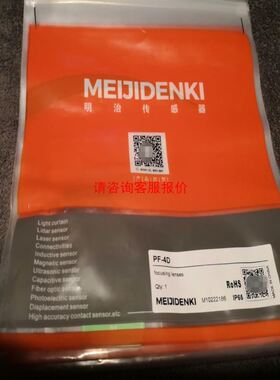 MEIJIDENKI
明治传感器
请咨询客服报价
Light curtain
Lidar sensor
Laser sensor
Connectivities
Inductive sensor
Magnetic sensor
Ultrasonic sensor
Capacitive sensor
Fiber optic sensor
Photoelectric sensor
Displacement sensor
High accuracy contact sensor,etc
PF-4D
focusing lenses
Qty: 1
RoHS
MEIJIDENKI M10222186 IP66